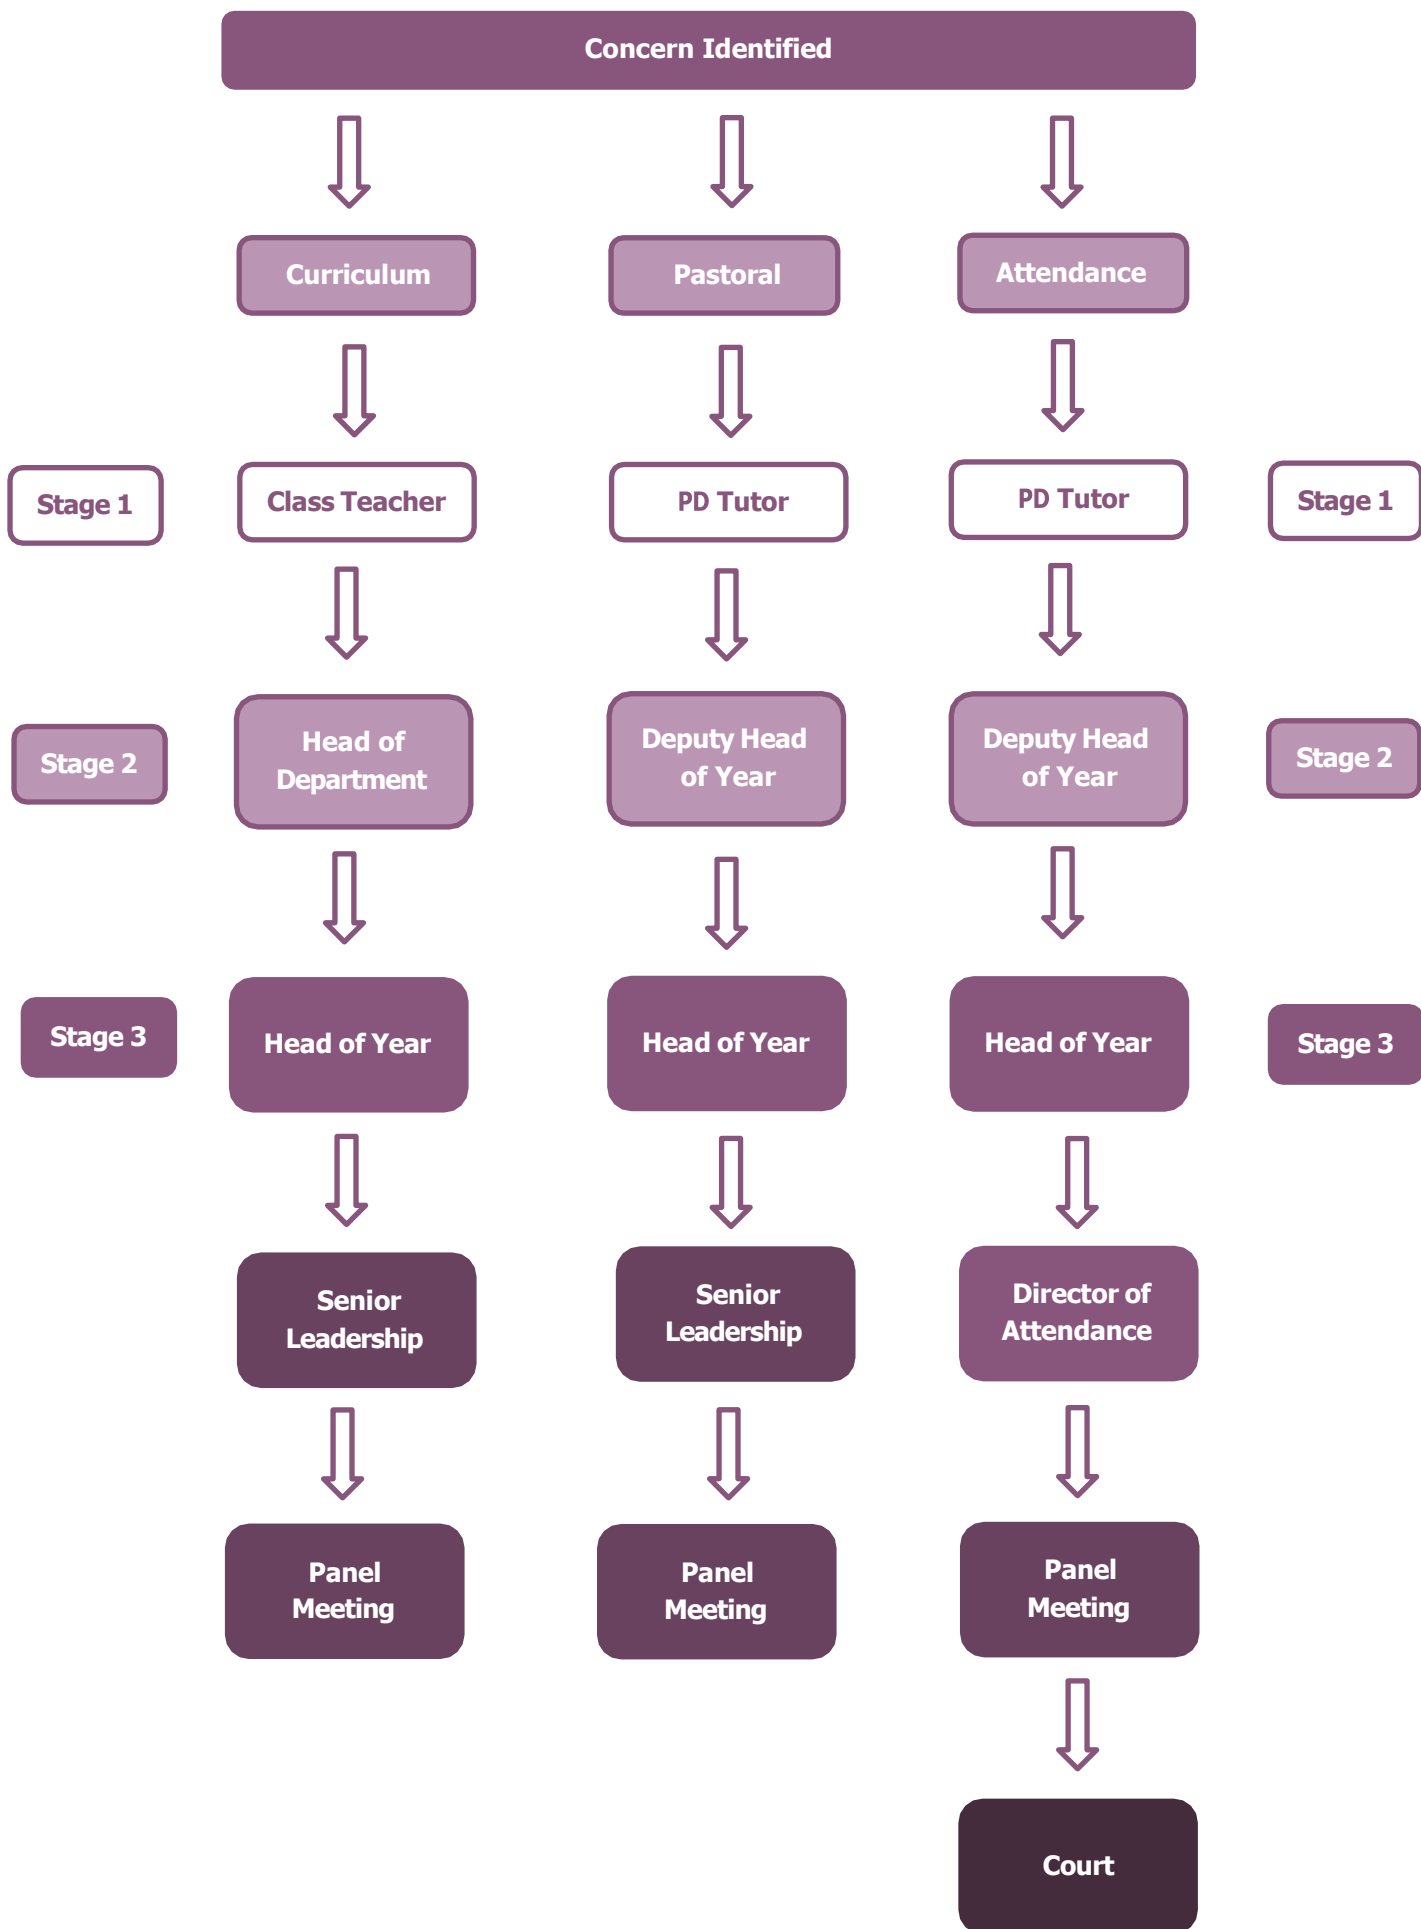 Concern Identified
Curriculum
Pastoral
Attendance
Stage 1
Class Teacher
PD Tutor
PD Tutor
Stage 1
Stage 2
Head of
Department
Deputy Head
of Year
Deputy Head
of Year
Stage 2
Stage 3
Head of Year
Head of Year
Head of Year
Stage 3
Senior
Leadership
Senior
Leadership
Director of
Attendance
Panel
Meeting
Panel
Meeting
Panel
Meeting
Court